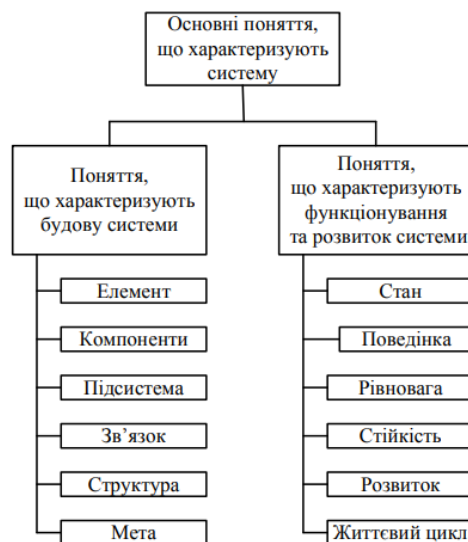 Основні поняття,
що характеризують
систему
Поняття,
що характеризують
будову системи
Елемент
Компоненти
Підсистема
Зв’язок
Структура
Мета
Поняття,
що характеризують
функціонування
та розвиток системи
Стан
Поведінка
Рівновага
Стійкість
Розвиток
Життєвий цикл